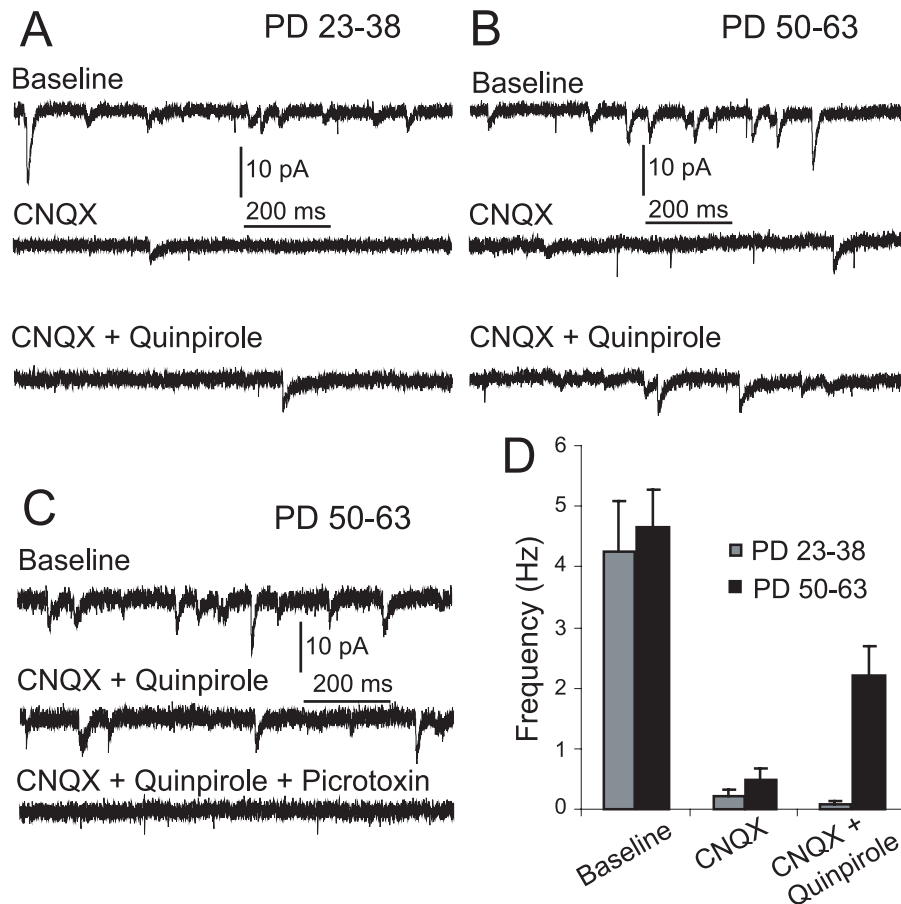 A
PD 23-38
Baseline
10 pA
200 ms
CNQX
CNQX + Quinpirole
B
PD 50-63
Baseline
10 pA
200 ms
CNQX
CNQX + Quinpirole
C
PD 50-63
Baseline
10 pA
200 ms
CNQX + Quinpirole
CNQX + Quinpirole + Picrotoxin
D
Frequency (Hz)
6
5
4
3
2
1
0
PD 23-38
PD 50-63
Baseline
CNQX
CNQX +
Quinpirole